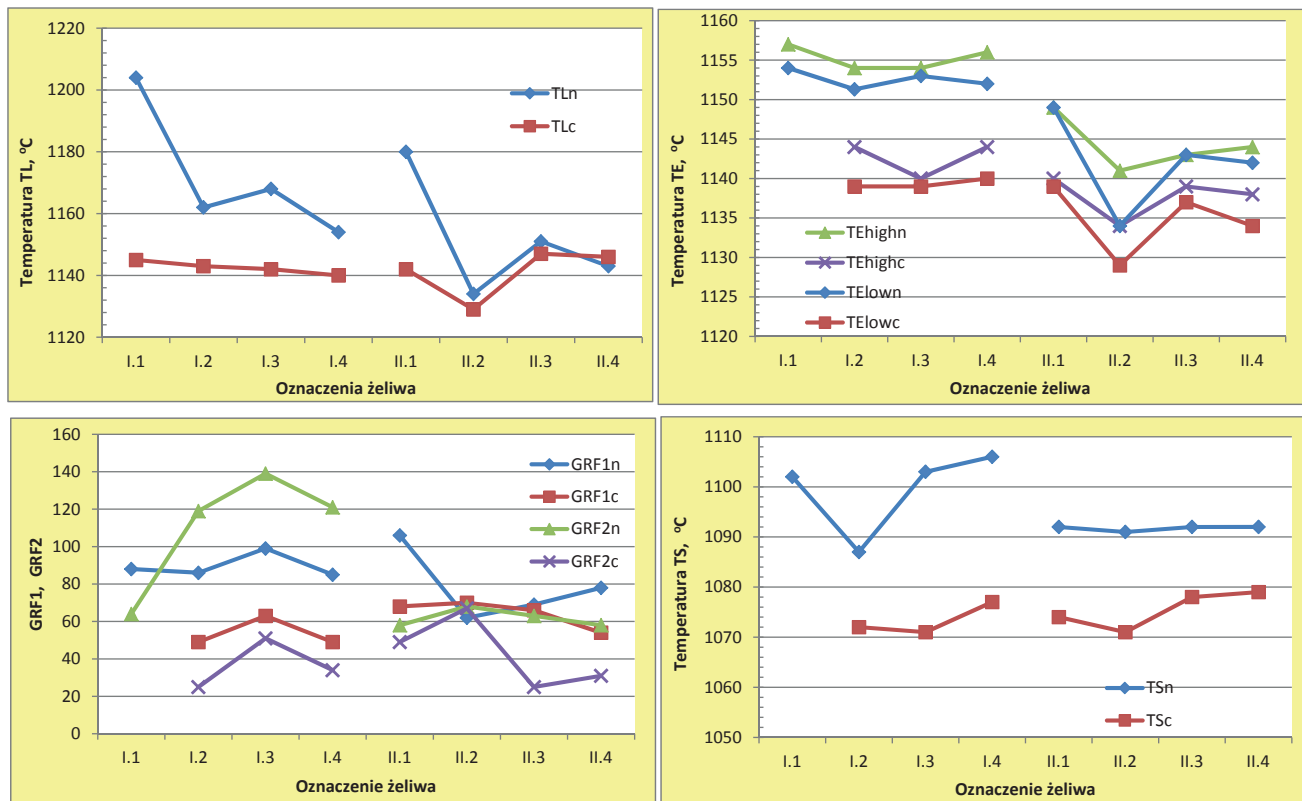 Temperatura TL, ºC
1220
1200
1180
1160
1140
1120
TLn
TLc
I.1 I.2 I.3 I.4 II.1 II.2 II.3 II.4
Oznaczenia żeliwa
Temperatura TE, ºC
1160
1155
1150
1145
1140
1135
1130
1125
1120
TEhighn
TEhighc
TElown
TElowc
I.1 I.2 I.3 I.4 II.1 II.2 II.3 II.4
Oznaczenie żeliwa
GRF1, GRF2
160
140
120
100
80
60
40
20
0
GRF1n
GRF1c
GRF2n
GRF2c
I.1 I.2 I.3 I.4 II.1 II.2 II.3 II.4
Oznaczenie żeliwa
Temperatura TS, ºC
1110
1100
1090
1080
1070
1060
1050
TSn
TSc
I.1 I.2 I.3 I.4 II.1 II.2 II.3 II.4
Oznaczenie żeliwa